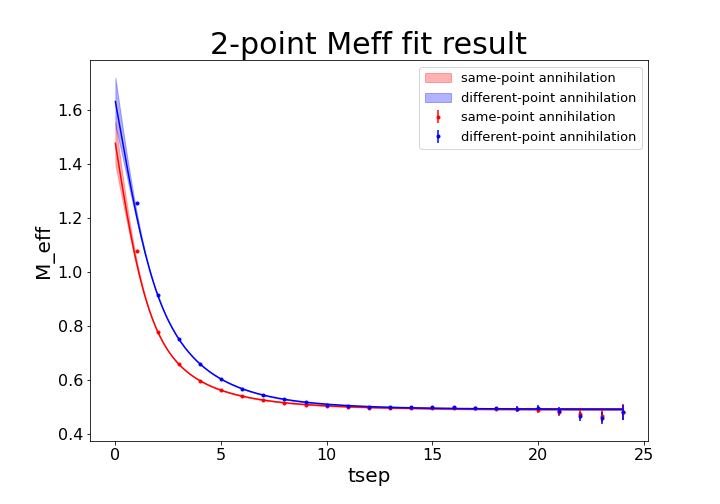 2-point Meff fit result
same-point annihilation
different-point annihilation
same-point annihilation
different-point annihilation
M_eff
1.6
1.4
1.2
1.0
0.8
0.6
0.4
0
5
10
15
20
25
tsep